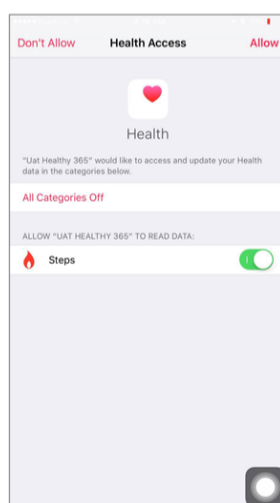 Don't Allow
Health Access
Allow
Health
"Uat Healthy 365" would like to access and update your Health
data in the categories below.
All Categories Off
ALLOW "UAT HEALTHY 365" TO READ DATA:
Steps